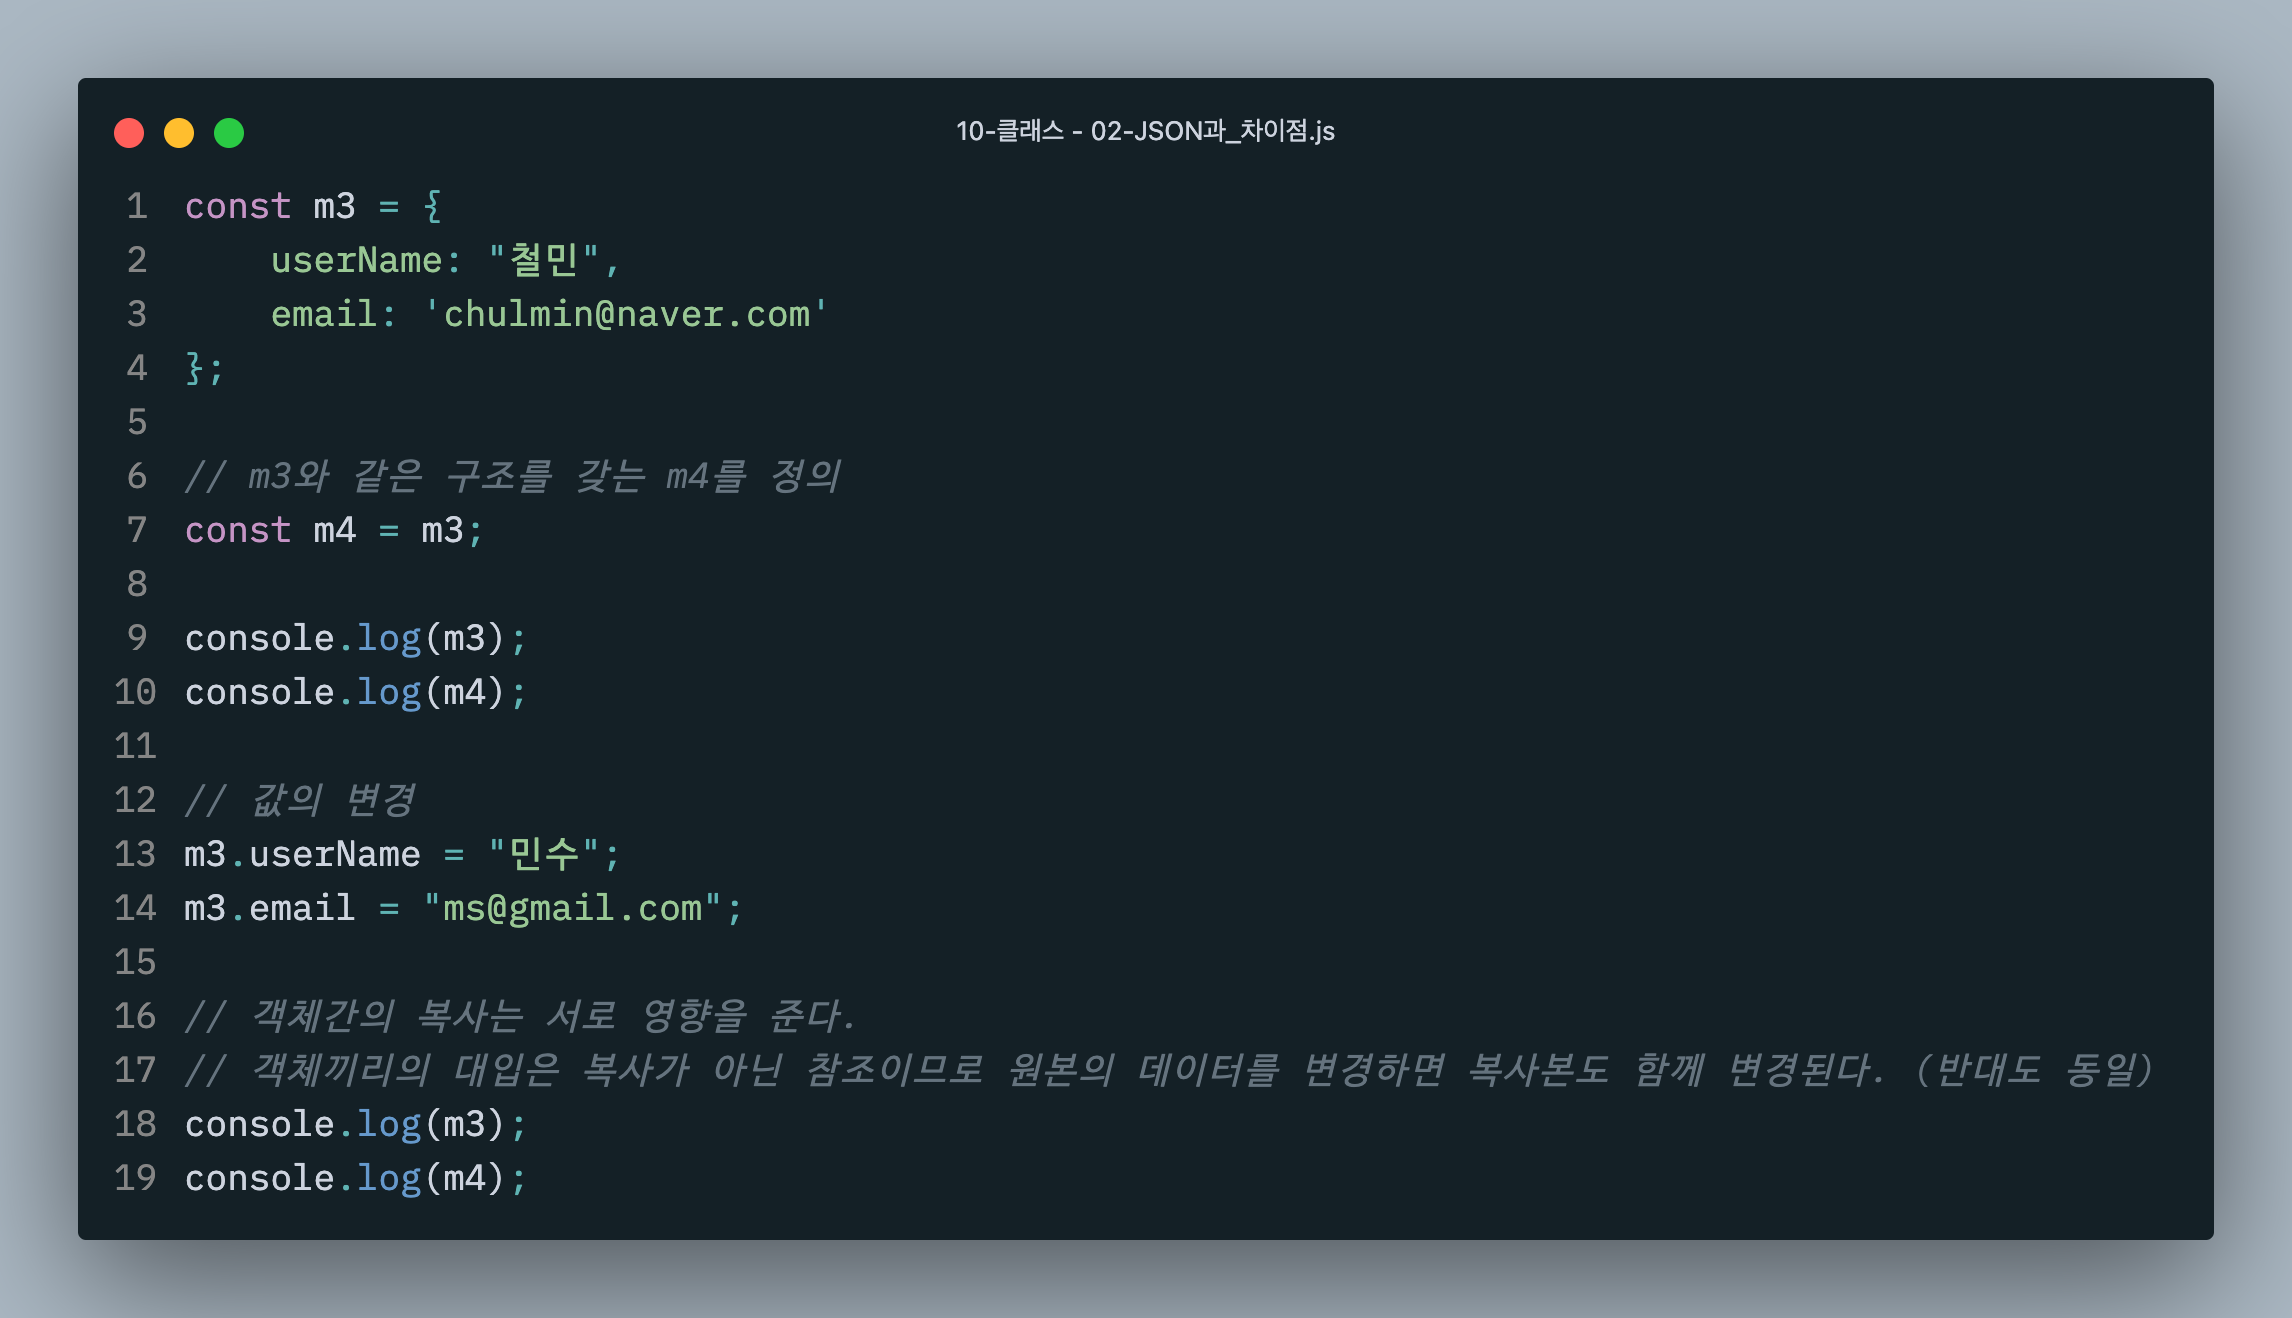 10-클래스 - 02-JSON과_차이점.js
1 const m3 = {
2     userName: "철민",
3     email: 'chulmin@naver.com'
4 };
5
6 // m3와 같은 구조를 갖는 m4를 정의
7 const m4 = m3;
8
9 console.log(m3);
10 console.log(m4);
11
12 // 값의 변경
13 m3.userName = "민수";
14 m3.email = "ms@gmail.com";
15
16 // 객체간의 복사는 서로 영향을 준다.
17 // 객체끼리의 대입은 복사가 아닌 참조이므로 원본의 데이터를 변경하면 복사본도 함께 변경된다. (반대도 동일)
18 console.log(m3);
19 console.log(m4);